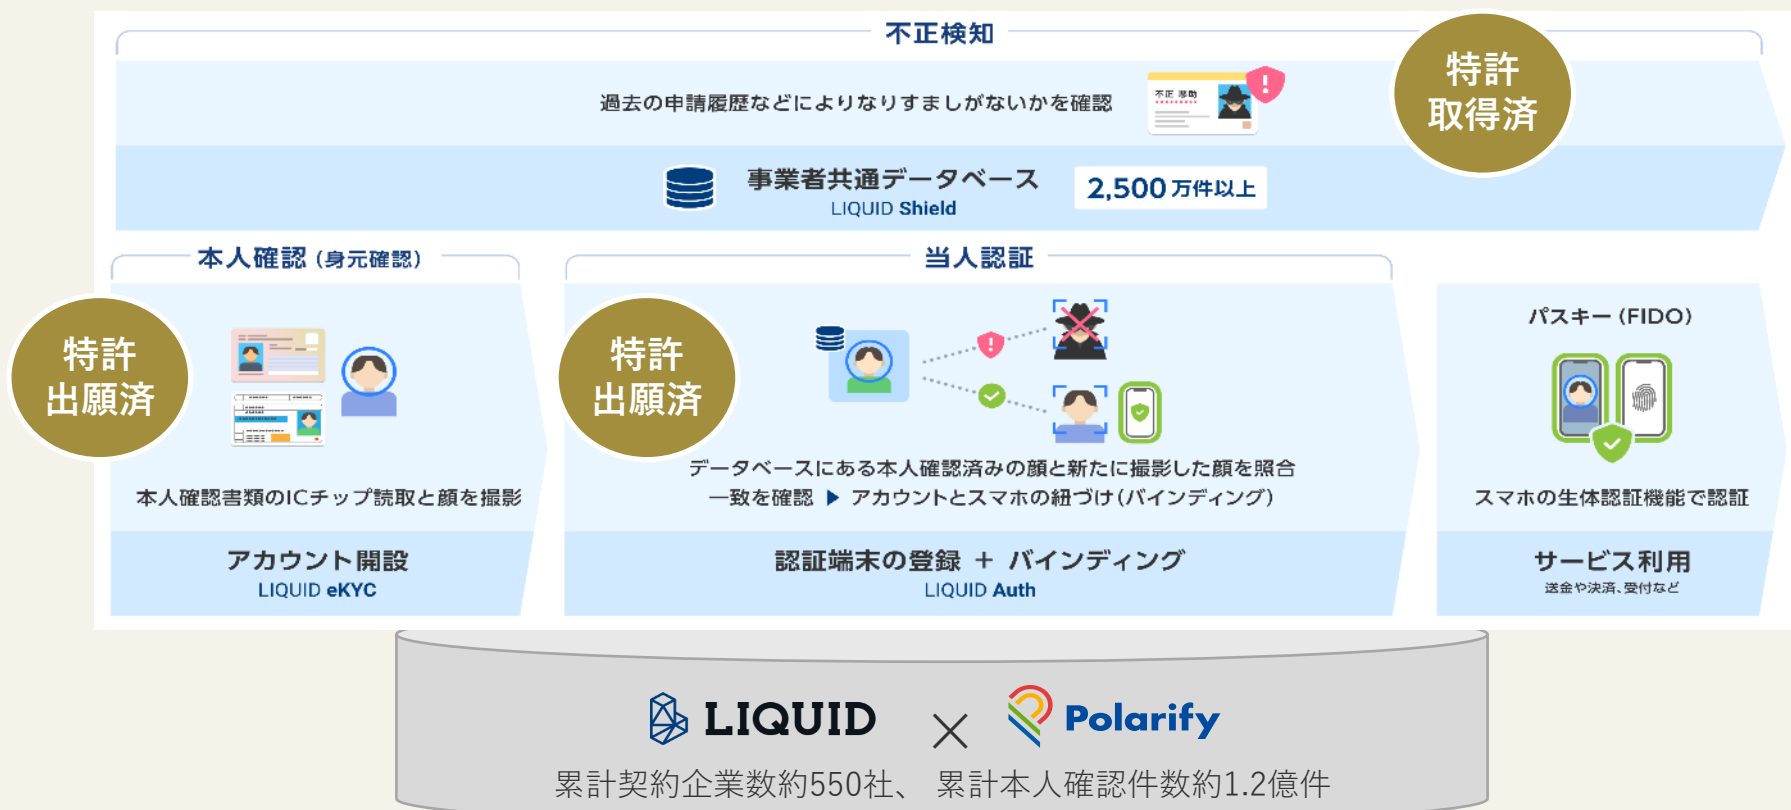 不正検知
特許
取得済
過去の申請履歴などによりなりすましがないかを確認
不正 悪助
事業者共通データベース
2,500万件以上
LIQUID Shield
本人確認(身元確認)
当人認証
特許
出願済
本人確認書類のICチップ読取と顔を撮影
アカウント開設
LIQUID eKYC
特許
出願済
データベースにある本人確認済みの顔と新たに撮影した顔を照合
一致を確認 ▶ アカウントとスマホの紐づけ(バインディング)
認証端末の登録 + バインディング
LIQUID Auth
パスキー(FIDO)
スマホの生体認証機能で認証
サービス利用
送金や決済、受付など
LIQUID × Polarify
累計契約企業数約550社、 累計本人確認件数約1.2億件